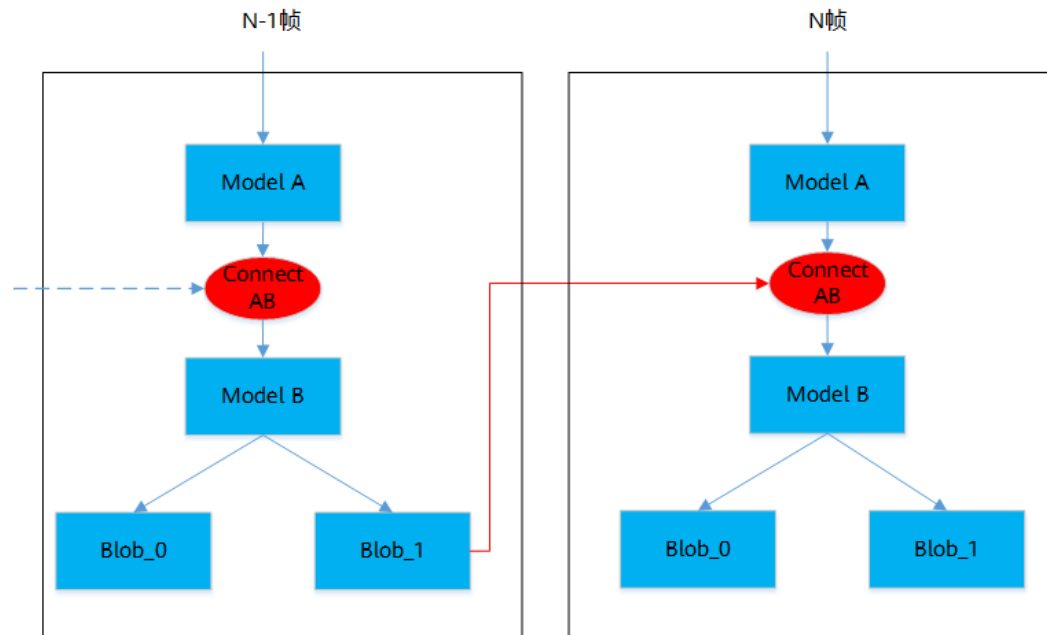 N-1帧
N帧
Model A
Model A
Connect
AB
Connect
AB
Model B
Model B
Blob_0
Blob_1
Blob_0
Blob_1